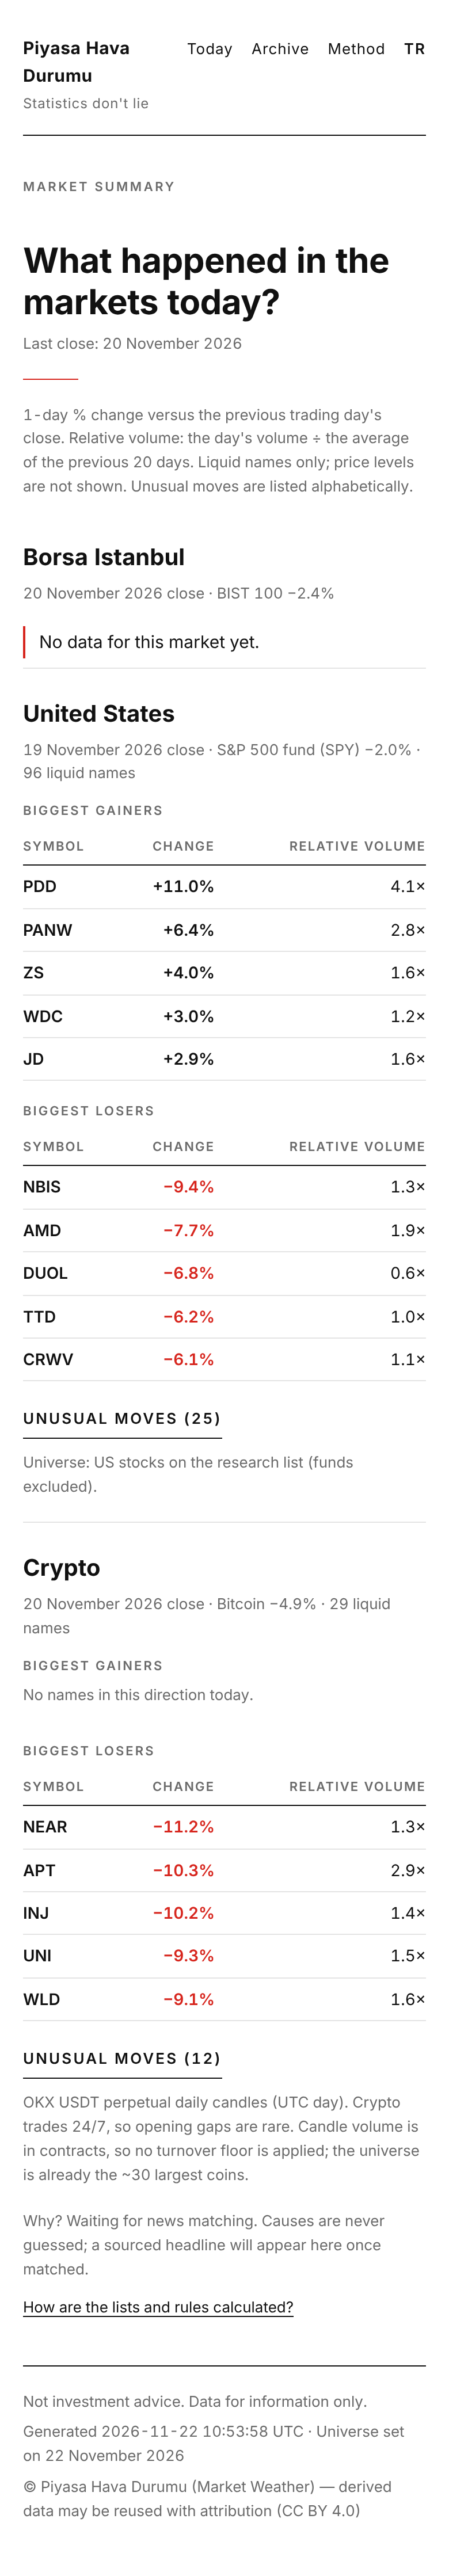 Piyasa Hava
Durumu
Statistics don't lie
Today Archive Method TR
MARKET SUMMARY
What happened in the
markets today?
Last close: 20 November 2026
1-day % change versus the previous trading day's
close. Relative volume: the day's volume ÷ the average
of the previous 20 days. Liquid names only; price levels
are not shown. Unusual moves are listed alphabetically.
Borsa Istanbul
20 November 2026 close · BIST 100 −2.4%
No data for this market yet.
United States
19 November 2026 close · S&P 500 fund (SPY) −2.0% ·
96 liquid names
BIGGEST GAINERS
SYMBOL CHANGE RELATIVE VOLUME
PDD +11.0% 4.1×
PANW +6.4% 2.8×
ZS +4.0% 1.6×
WDC +3.0% 1.2×
JD +2.9% 1.6×
BIGGEST LOSERS
SYMBOL CHANGE RELATIVE VOLUME
NBIS −9.4% 1.3×
AMD −7.7% 1.9×
DUOL −6.8% 0.6×
TTD −6.2% 1.0×
CRWV −6.1% 1.1×
UNUSUAL MOVES (25)
Universe: US stocks on the research list (funds
excluded).
Crypto
20 November 2026 close · Bitcoin −4.9% · 29 liquid
names
BIGGEST GAINERS
No names in this direction today.
BIGGEST LOSERS
SYMBOL CHANGE RELATIVE VOLUME
NEAR −11.2% 1.3×
APT −10.3% 2.9×
INJ −10.2% 1.4×
UNI −9.3% 1.5×
WLD −9.1% 1.6×
UNUSUAL MOVES (12)
OKX USDT perpetual daily candles (UTC day). Crypto
trades 24/7, so opening gaps are rare. Candle volume is
in contracts, so no turnover floor is applied; the universe
is already the ~30 largest coins.
Why? Waiting for news matching. Causes are never
guessed; a sourced headline will appear here once
matched.
How are the lists and rules calculated?
Not investment advice. Data for information only.
Generated 2026-11-22 10:53:58 UTC · Universe set
on 22 November 2026
© Piyasa Hava Durumu (Market Weather) — derived
data may be reused with attribution (CC BY 4.0)